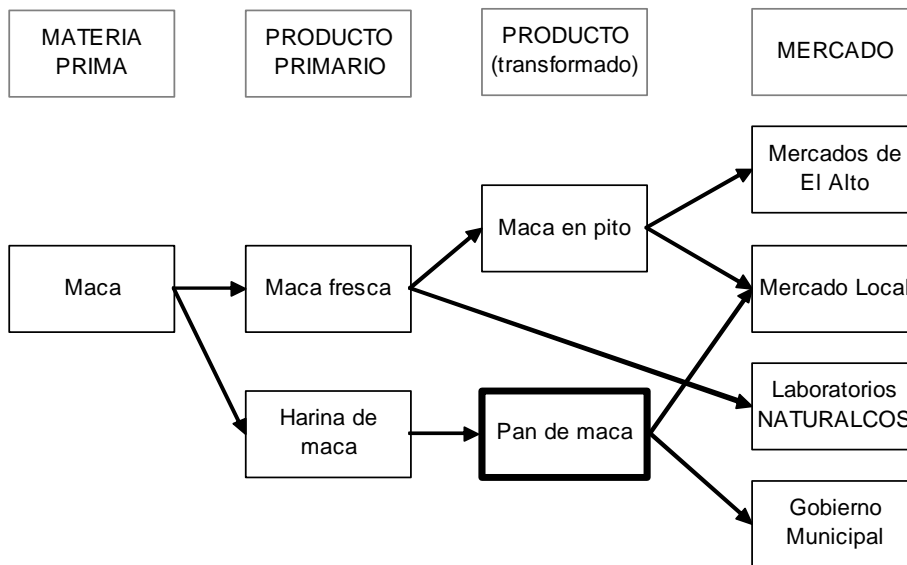 MATERIA
PRIMA
PRODUCTO
PRIMARIO
PRODUCTO
(transformado)
MERCADO
Mercados de
El Alto
Maca en pito
Maca
Maca fresca
Mercado Local
Harina de
maca
Pan de maca
Laboratorios
NATURALCOS
Gobierno
Municipal